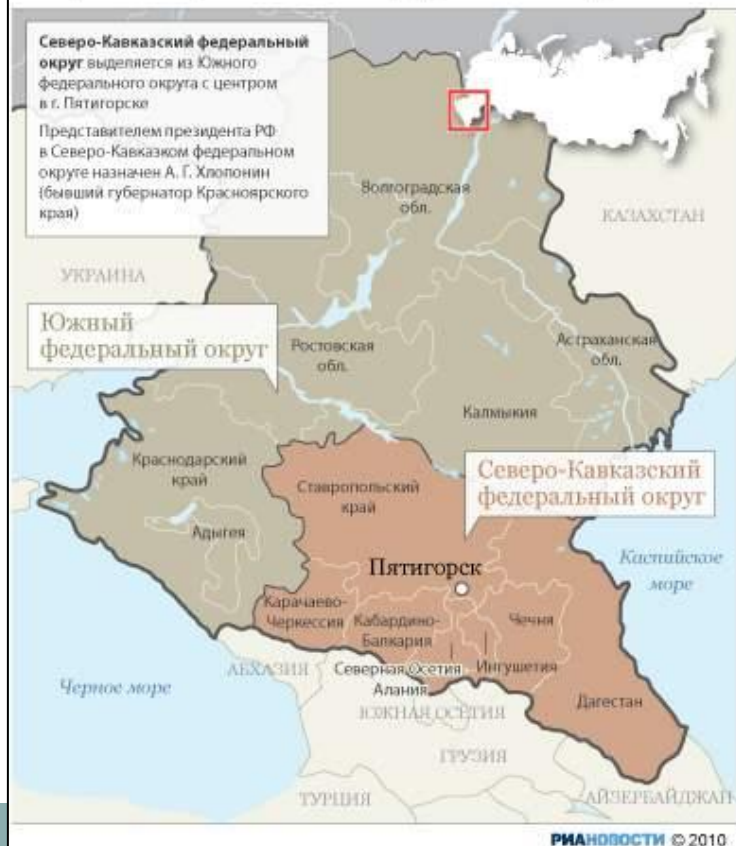 Северо-Кавказский федеральный
округ выделяется из Южного
федерального округа с центром
в г. Пятигорске
Представителем президента РФ
в Северо-Кавказком федеральном
округе назначен А. Г. Хлопонин
(бывший губернатор Красноярского
края)
Волгоградская
обл.
КАЗАХСТАН
УКРАИНА
Южный
федеральный округ
Ростовская
обл.
Астраханская
обл.
Калмыкия
Краснодарский
край
Северо-Кавказский
федеральный округ
Ставропольский
край
Адыгея
Каспийское
море
Пятигорск
Карачаево-
Черкессия
Кабардино-
Балкария
Чечня
АБХАЗИЯ
Северная Осетия
Алания
Ингушетия
Черное море
Дагестан
ЮЖНАЯ ОСЕТИЯ
ГРУЗИЯ
ТУРЦИЯ
АЙЗЕРБАЙДЖАН
РИАНОВОСТИ © 2010